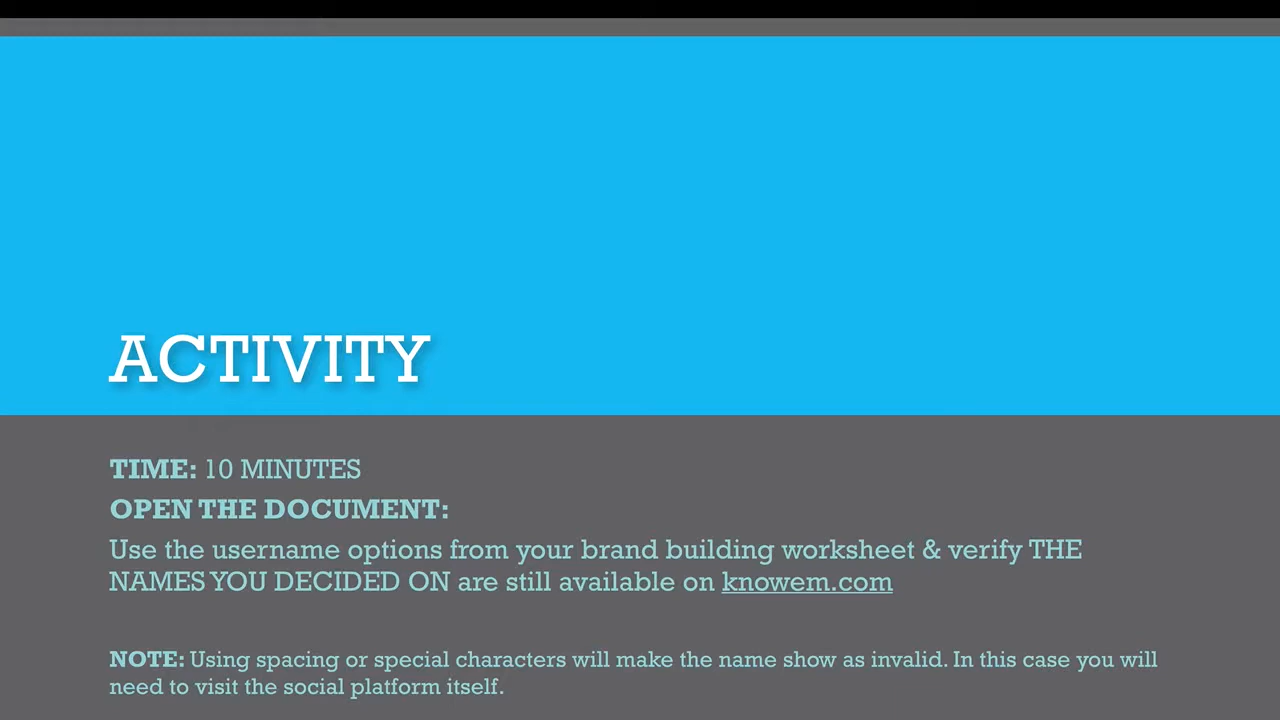 ACTIVITY
TIME: 10 MINUTES
OPEN THE DOCUMENT:
Use the username options from your brand building worksheet & verify THE
NAMES YOU DECIDED ON are still available on knowem.com
NOTE: Using spacing or special characters will make the name show as invalid. In this case you will
need to visit the social platform itself.